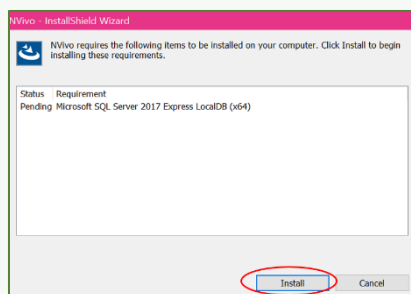 NVivo - InstallShield Wizard
NVivo requires the following items to be installed on your computer. Click Install to begin
installing these requirements.
Status Requirement
Pending Microsoft SQL Server 2017 Express LocalDB (x64)
Install Cancel